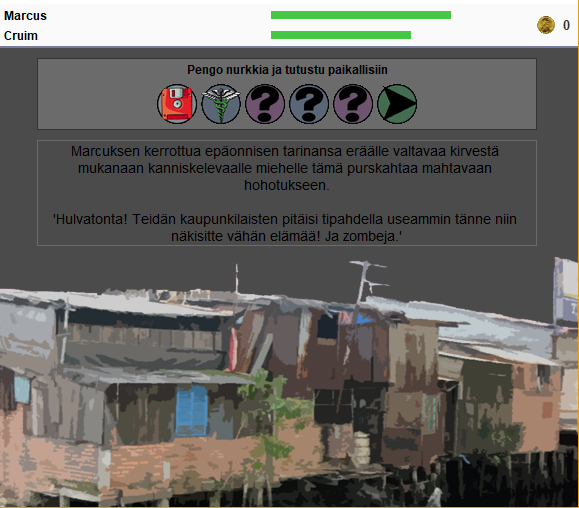 Marcus
Cruim
0
Pengo nurkkia ja tutustu paikallisiin
Marcuksen kerrottua epäonnisen tarinansa eräälle valtavaa kirvestä
mukanaan kanniskelevaalle miehelle tämä purskahtaa mahtavaan
hohotukseen.
'Hulvatonta! Teidän kaupunkilaisten pitäisi tipahdella useammin tänne niin
näkisitte vähän elämää! Ja zombeja.'